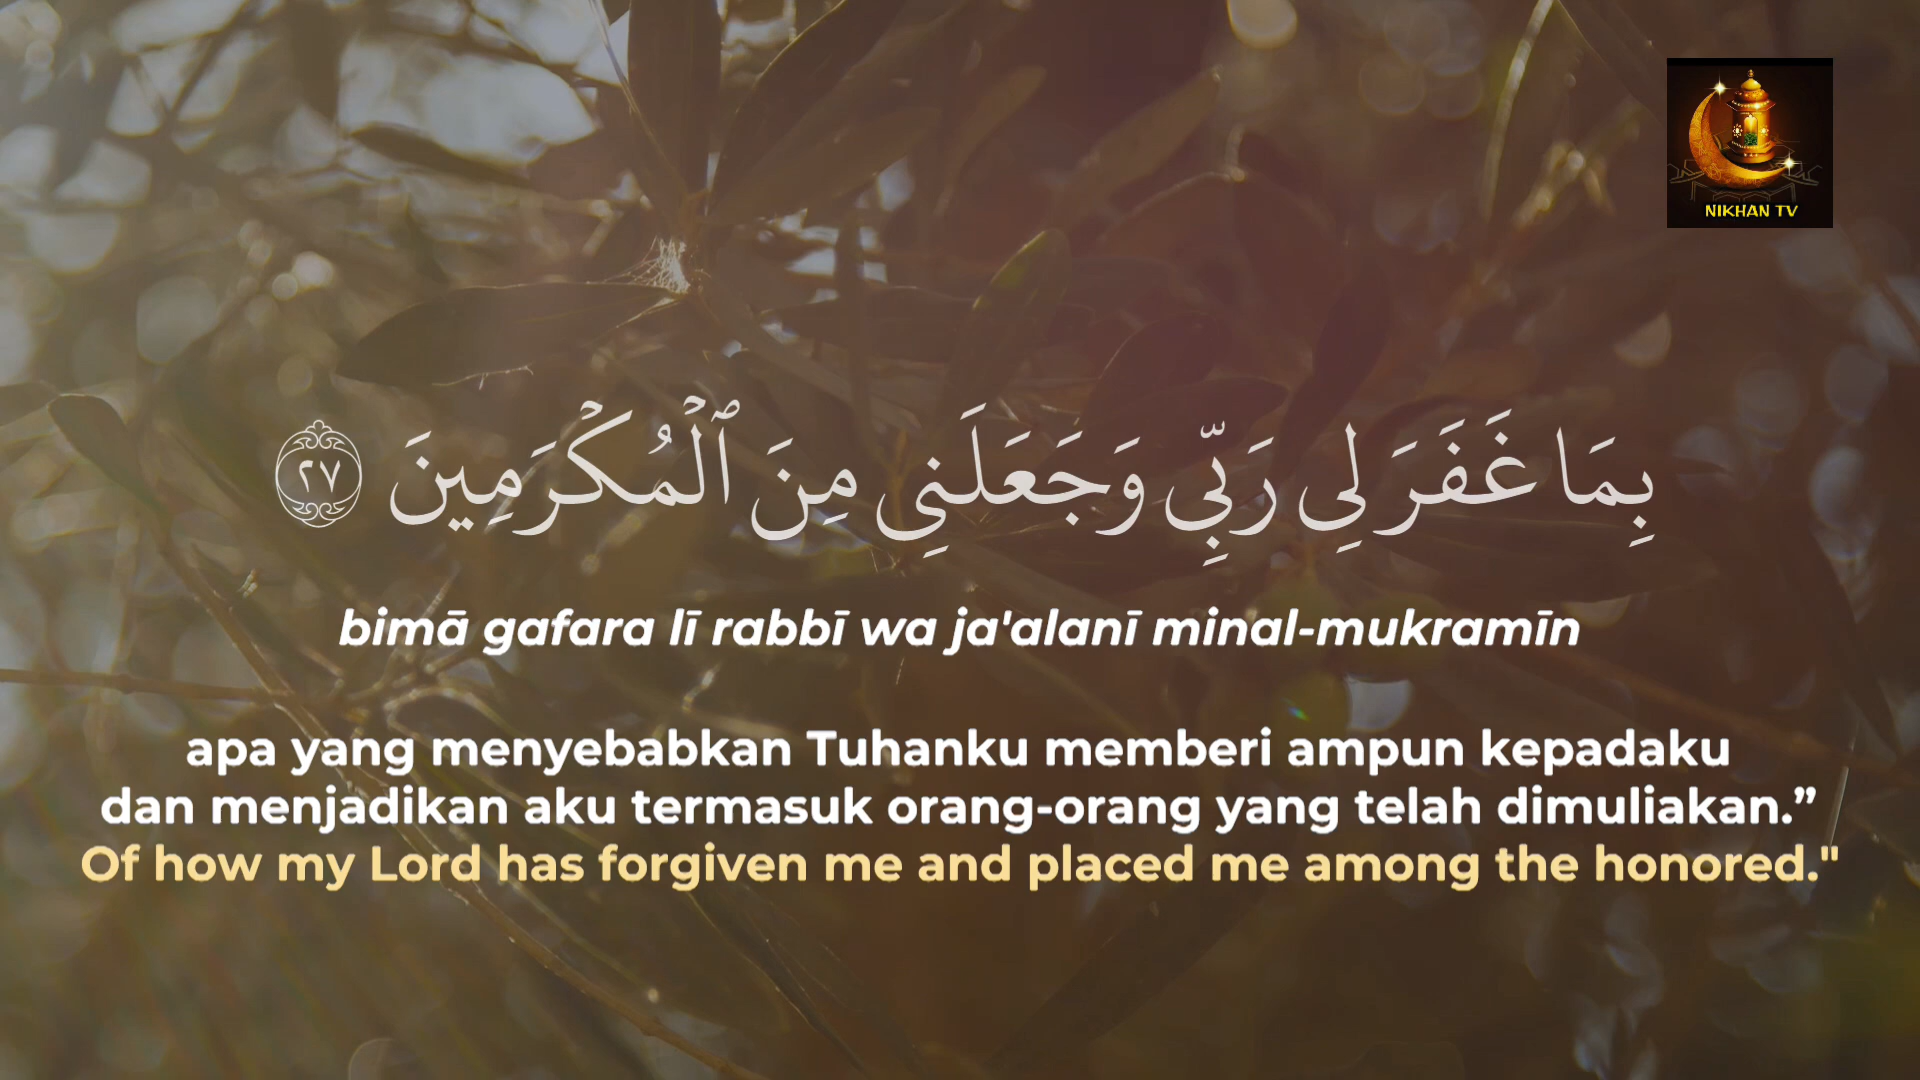 NIKHAN TV
بِمَا غَفَرَ لِي رَبِّي وَجَعَلَنِي مِنَ ٱلْمُكْرَمِينَ ٢٧
bimā gafara lī rabbī wa ja'alanī minal-mukramīn
apa yang menyebabkan Tuhanku memberi ampun kepadaku
dan menjadikan aku termasuk orang-orang yang telah dimuliakan.”
Of how my Lord has forgiven me and placed me among the honored."